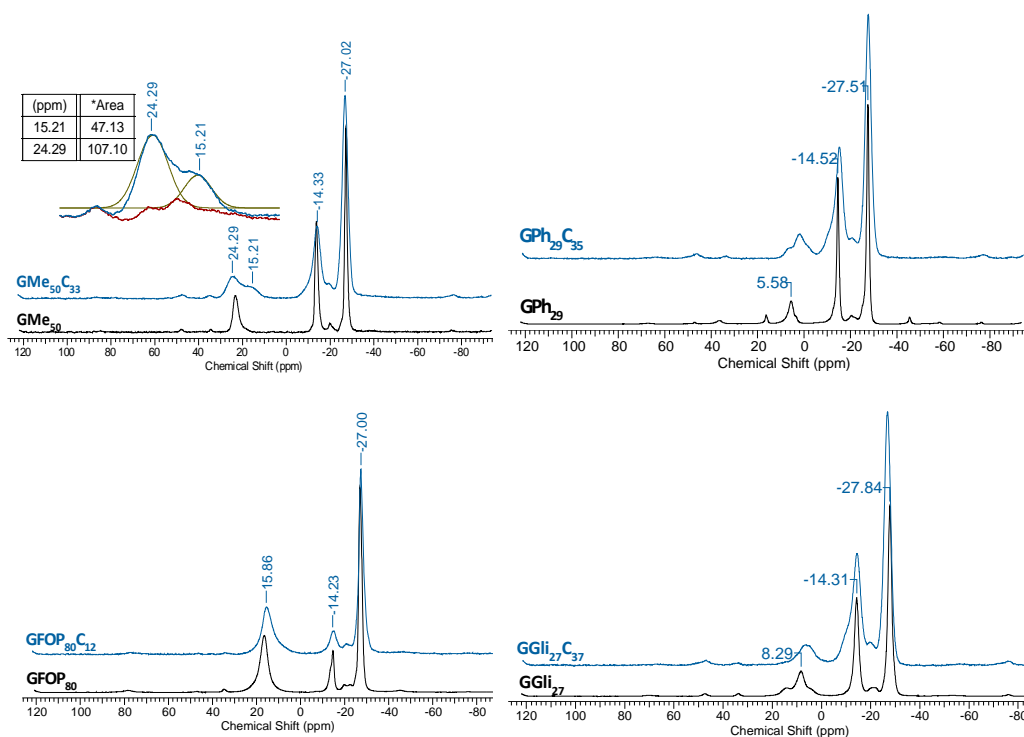 (ppm) *Area
15.21 47.13
24.29 107.10
24.29
15.21
24.29
15.21
-14.33
-27.02
GMe50C33
GMe50
120 100 80 60 40 20 0 -20 -40 -60 -80
Chemical Shift (ppm)
-27.51
-14.52
5.58
GPh29C35
GPh29
120 100 80 60 40 20 0 -20 -40 -60 -80
Chemical Shift (ppm)
15.86
-14.23
-27.00
GFOP80C12
GFOP80
120 100 80 60 40 20 0 -20 -40 -60 -80
Chemical Shift (ppm)
-27.84
-14.31
8.29
GGli27C37
GGli27
120 100 80 60 40 20 0 -20 -40 -60 -80
Chemical Shift (ppm)